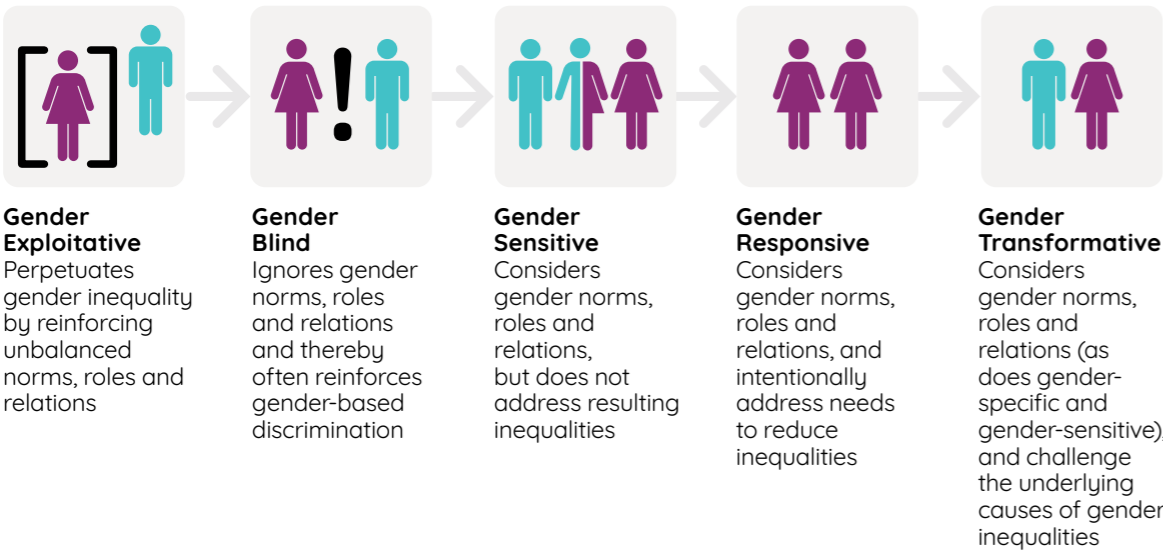 Gender
Exploitative
Perpetuates
gender inequality
by reinforcing
unbalanced
norms, roles and
relations
Gender
Blind
Ignores gender
norms, roles
and relations
and thereby
often reinforces
gender-based
discrimination
Gender
Sensitive
Considers
gender norms,
roles and
relations,
but does not
address resulting
inequalities
Gender
Responsive
Considers
gender norms,
roles and
relations, and
intentionally
address needs
to reduce
inequalities
Gender
Transformative
Considers
gender norms,
roles and
relations (as
does gender-
specific and
gender-sensitive),
and challenge
the underlying
causes of gender
inequalities